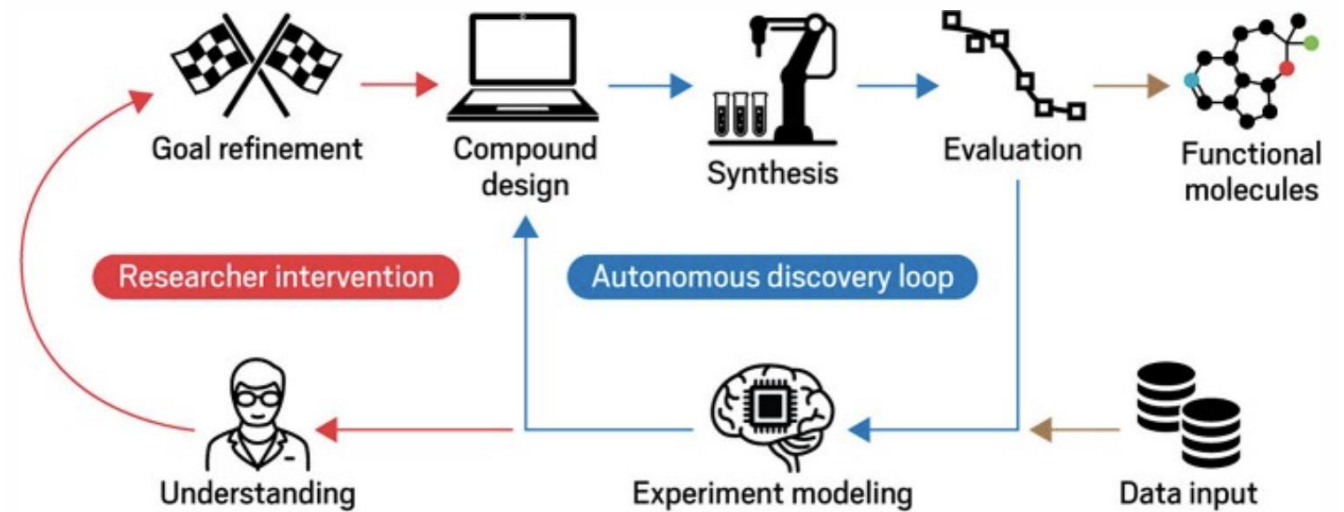 Goal refinement
Compound
design
Synthesis
Evaluation
Functional
molecules
Researcher intervention
Autonomous discovery loop
Understanding
Experiment modeling
Data input